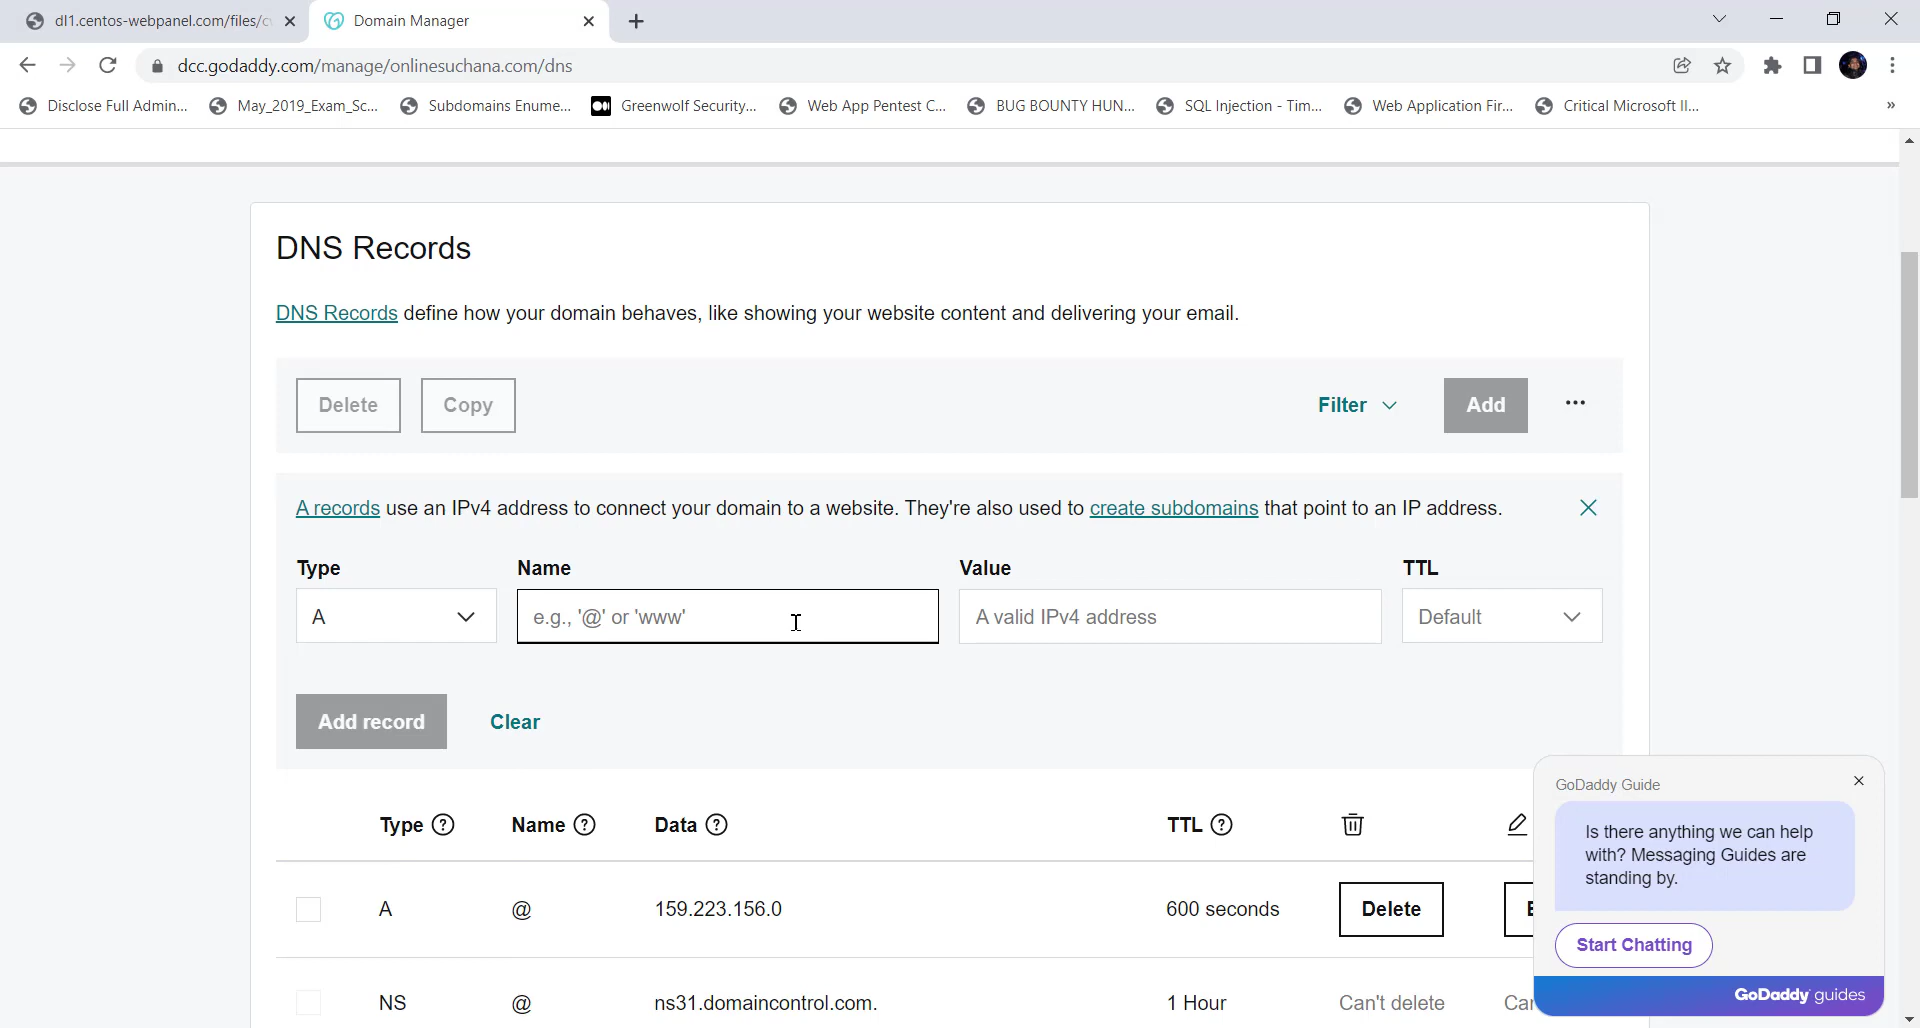 dl1.centos-webpanel.com/files/c
Domain Manager
dcc.godaddy.com/manage/onlinesuchana.com/dns
Disclose Full Admin...
May_2019_Exam_Sc...
Subdomains Enume...
Greenwolf Security...
Web App Pentest C...
BUG BOUNTY HUN...
SQL Injection - Tim...
Web Application Fir...
Critical Microsoft II...
»
DNS Records
DNS Records define how your domain behaves, like showing your website content and delivering your email.
Delete
Copy
Filter
Add
...
A records use an IPv4 address to connect your domain to a website. They're also used to create subdomains that point to an IP address.
Type
Name
Value
TTL
A
e.g., '@' or 'www'
A valid IPv4 address
Default
Add record
Clear
Type ?
Name ?
Data ?
TTL ?
A
@
159.223.156.0
600 seconds
Delete
NS
@
ns31.domaincontrol.com.
1 Hour
Can't delete
GoDaddy Guide
Is there anything we can help
with? Messaging Guides are
standing by.
Start Chatting
GoDaddy guides